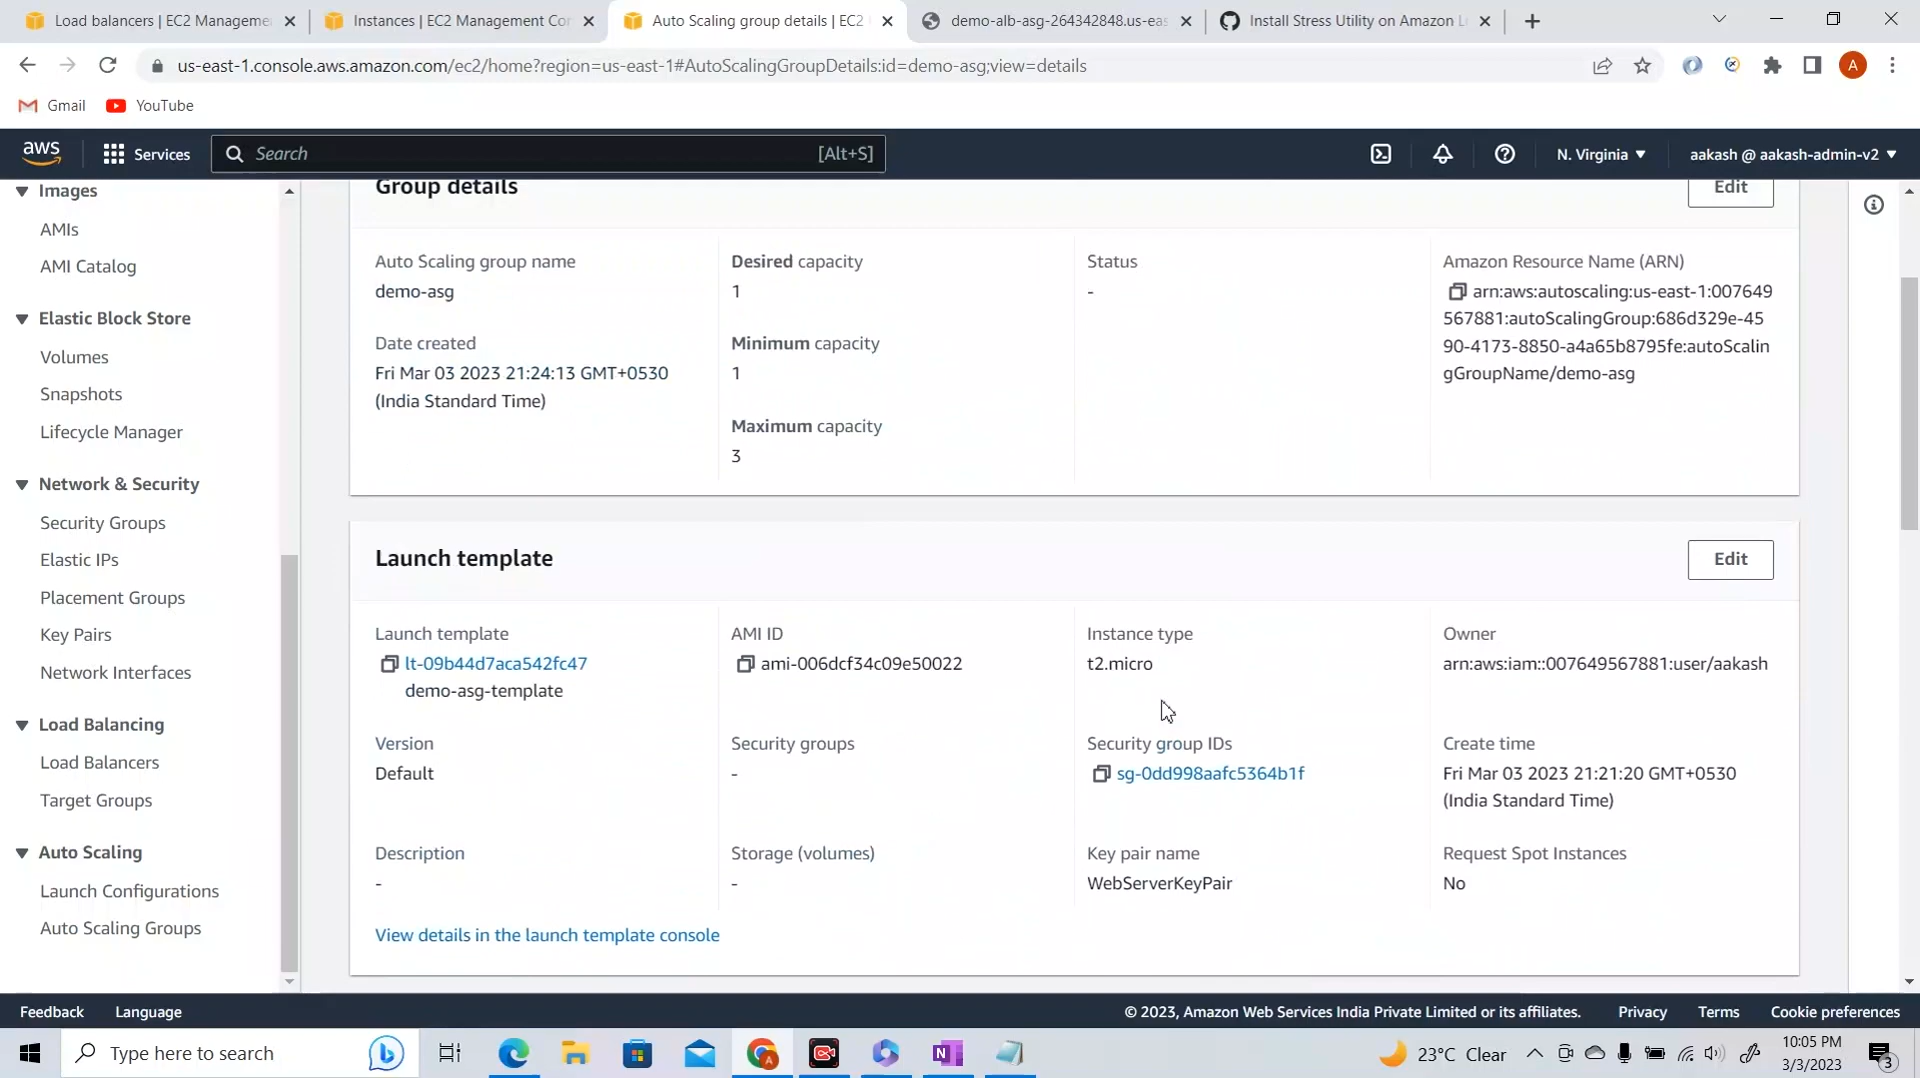 Load balancers | EC2 Manageme
Instances | EC2 Management Co
Auto Scaling group details | EC2
demo-alb-asg-264342848.us-eas
Install Stress Utility on Amazon L
us-east-1.console.aws.amazon.com/ec2/home?region=us-east-1#AutoScalingGroupDetails:id=demo-asg;view=details
A
Gmail
YouTube
aws
Services
Search
[Alt+S]
N. Virginia
aakash @ aakash-admin-v2
Images
AMIs
AMI Catalog
Elastic Block Store
Volumes
Snapshots
Lifecycle Manager
Network & Security
Security Groups
Elastic IPs
Placement Groups
Key Pairs
Network Interfaces
Load Balancing
Load Balancers
Target Groups
Auto Scaling
Launch Configurations
Auto Scaling Groups
Group details
Edit
Auto Scaling group name
demo-asg
Date created
Fri Mar 03 2023 21:24:13 GMT+0530
(India Standard Time)
Desired capacity
1
Minimum capacity
1
Maximum capacity
3
Status
-
Amazon Resource Name (ARN)
arn:aws:autoscaling:us-east-1:007649
567881:autoScalingGroup:686d329e-45
90-4173-8850-a4a65b8795fe:autoScalin
gGroupName/demo-asg
Launch template
Edit
Launch template
lt-09b44d7aca542fc47
demo-asg-template
AMI ID
ami-006dcf34c09e50022
Instance type
t2.micro
Owner
arn:aws:iam::007649567881:user/aakash
Version
Default
Security groups
-
Security group IDs
sg-0dd998aafc5364b1f
Create time
Fri Mar 03 2023 21:21:20 GMT+0530
(India Standard Time)
Description
-
Storage (volumes)
-
Key pair name
WebServerKeyPair
Request Spot Instances
No
View details in the launch template console
Feedback
Language
© 2023, Amazon Web Services India Private Limited or its affiliates.
Privacy
Terms
Cookie preferences
Type here to search
23°C Clear
10:05 PM
3/3/2023
3